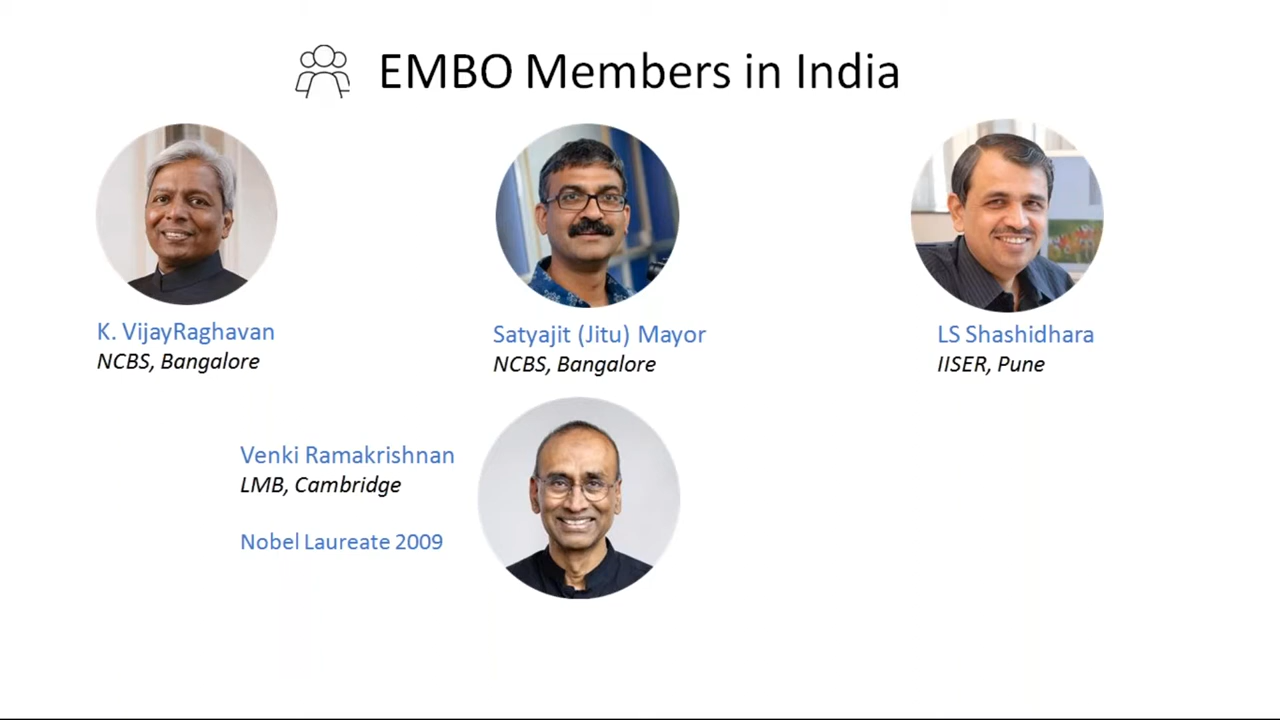 EMBO Members in India
K. VijayRaghavan
NCBS, Bangalore
Satyajit (Jitu) Mayor
NCBS, Bangalore
LS Shashidhara
IISER, Pune
Venki Ramakrishnan
LMB, Cambridge
Nobel Laureate 2009